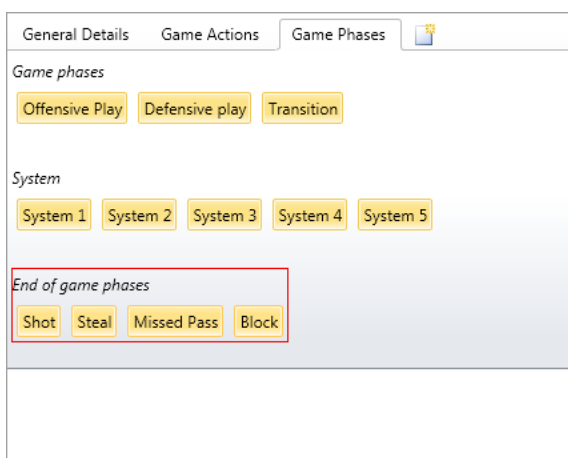 General Details Game Actions Game Phases
Game phases
Offensive Play Defensive play Transition
System
System 1 System 2 System 3 System 4 System 5
End of game phases
Shot Steal Missed Pass Block